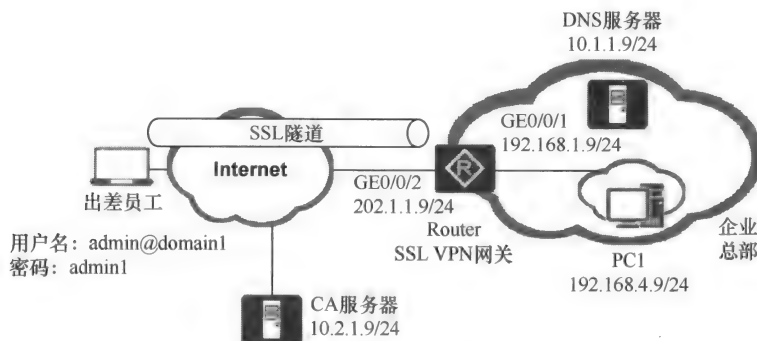 DNS服务器
10.1.1.9/24
SSL隧道
GE0/0/1
192.168.1.9/24
Internet
R
GE0/0/2
202.1.1.9/24
出差员工
Router
SSL VPN网关
企业
总部
用户名：admin@domain1
密码：admin1
PC1
192.168.4.9/24
CA服务器
10.2.1.9/24